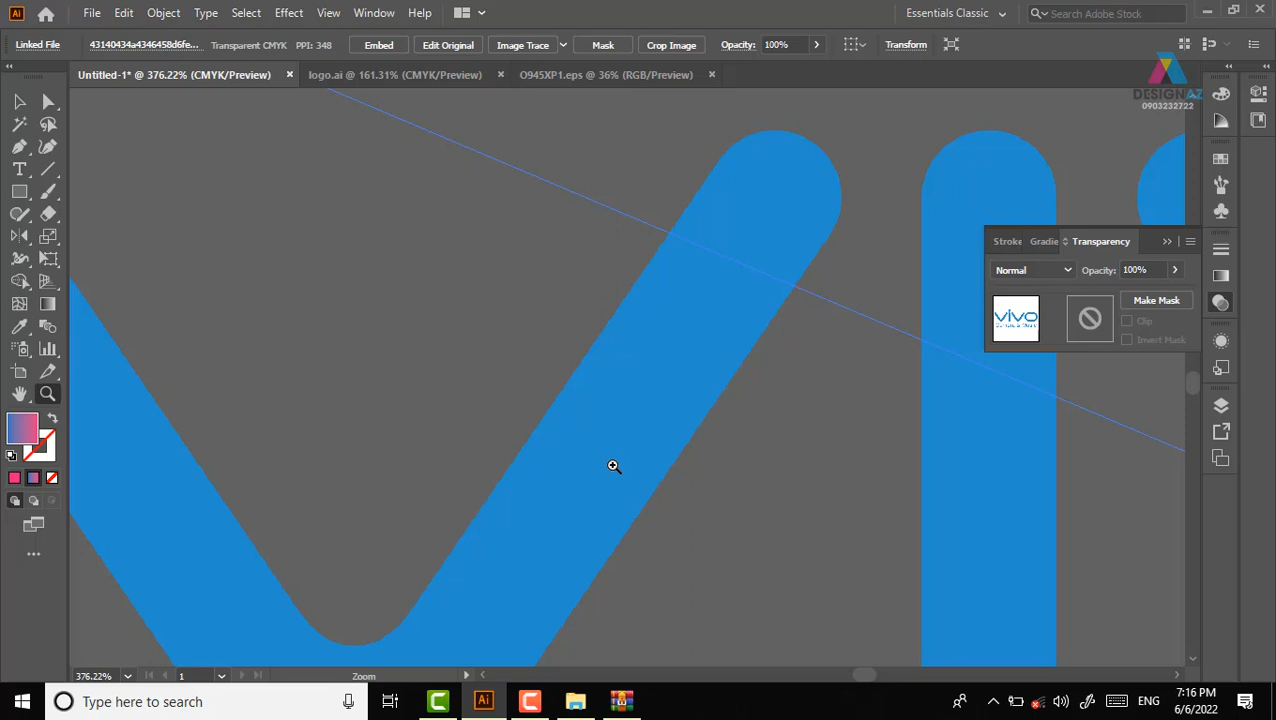 Ai File Edit Object Type Select Effect View Window Help Essentials Classic Search Adobe Stock
Linked File 43140434a4346458d6fe... Transparent CMYK PPI: 348 Embed Edit Original Image Trace Mask Crop Image Opacity: 100% Transform
Untitled-1* @ 376.22% (CMYK/Preview) × logo.ai @ 161.31% (CMYK/Preview) × O945XP1.eps @ 36% (RGB/Preview) ×
DESIGNAZ
0903232722
Stroke Gradie Transparency
Normal Opacity: 100%
vivo
Make Mask
Clip
Invert Mask
376.22% 1 Zoom
Type here to search Ai ENG 7:16 PM
6/6/2022